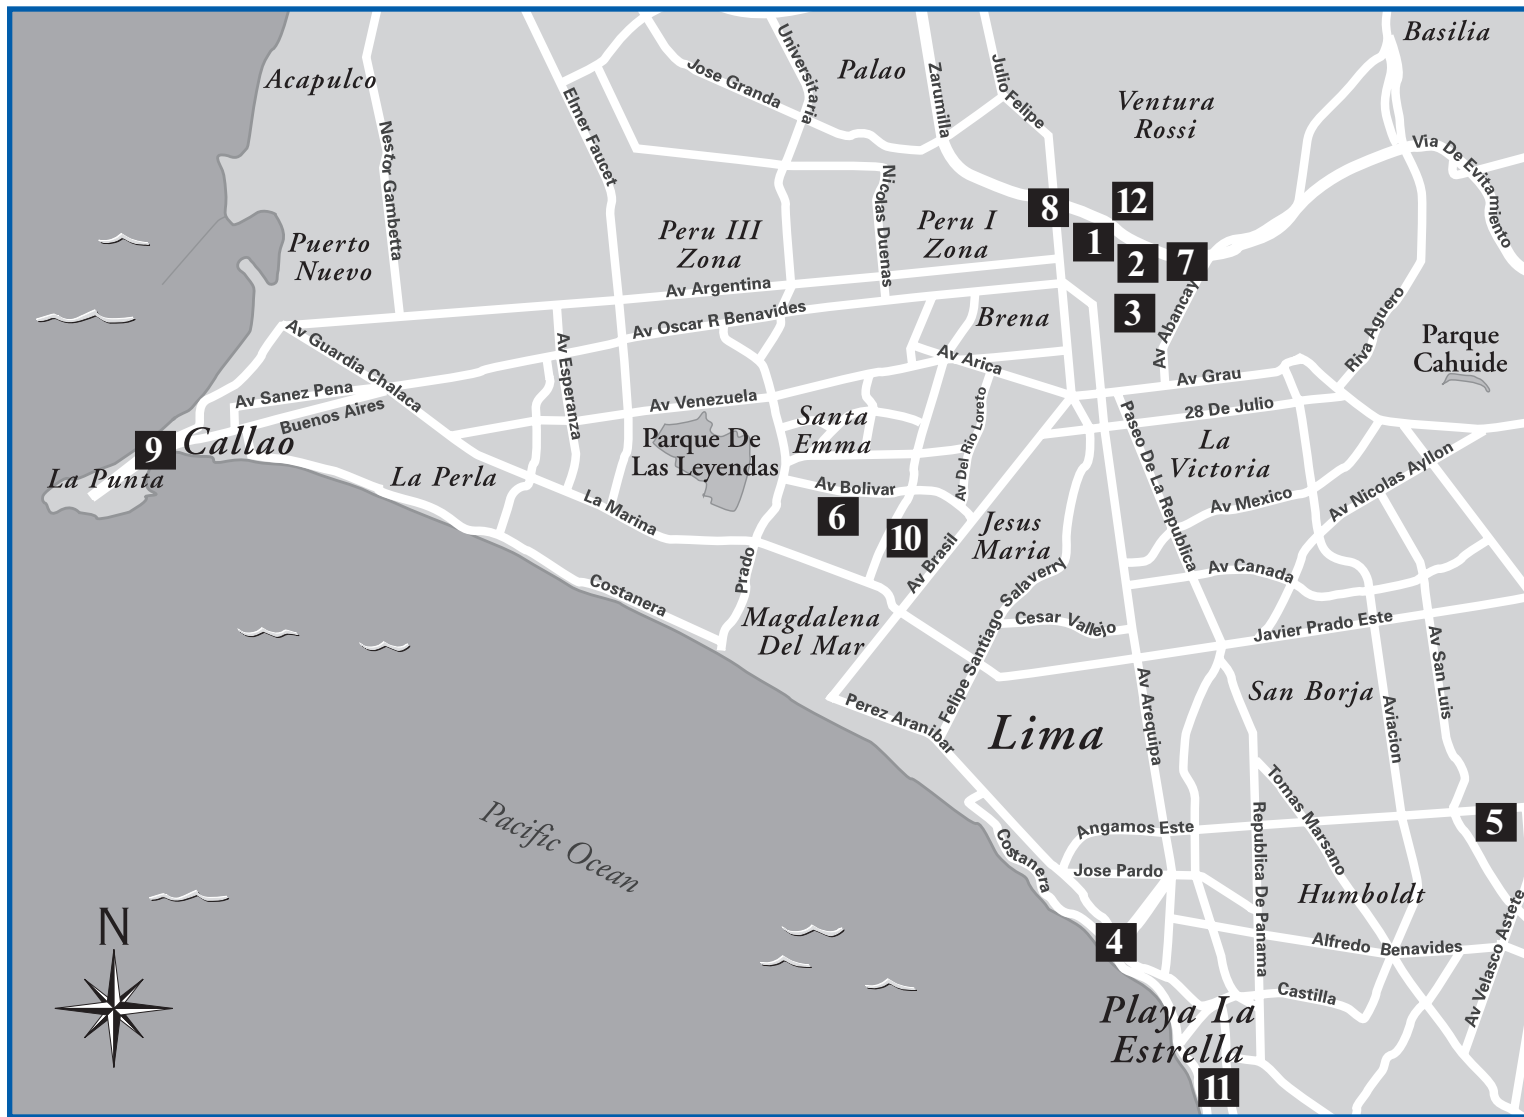 Basilia
Acapulco
Palao
Ventura
Rossi
Universitaria
Jose Granda
Zarumilla
Julio Felipe
Elmer Faucet
Nestor Gambetta
Nicolas Duenas
Via De Evitamiento
Puerto
Nuevo
Peru III
Zona
Peru I
Zona
8
12
1
2
7
3
Av Argentina
Av Oscar R Benavides
Brena
Av Abancay
Riva Aguero
Parque
Cahuide
Av Guardia Chalaca
Av Esperanza
Av Arica
Av Grau
Av Sanez Pena
Buenos Aires
Av Venezuela
28 De Julio
Santa
Emma
Av Del Rio Loreto
Paseo De La Republica
La
Victoria
9
Callao
La Punta
La Perla
Parque De
Las Leyendas
Av Bolivar
Av Mexico
Av Nicolas Ayllon
6
10
La Marina
Jesus
Maria
Av Brasil
Prado
Costanera
Av Canada
Magdalena
Del Mar
Felipe Santiago Salaverry
Cesar Vallejo
Javier Prado Este
Av San Luis
Perez Aranibar
Lima
Av Arequipa
San Borja
Aviacion
Tomas Marsano
Pacific Ocean
Costanera
Angamos Este
Republica De Panama
5
Jose Pardo
Humboldt
4
Alfredo Benavides
Av Velasco Astete
N
Castilla
Playa La
Estrella
11